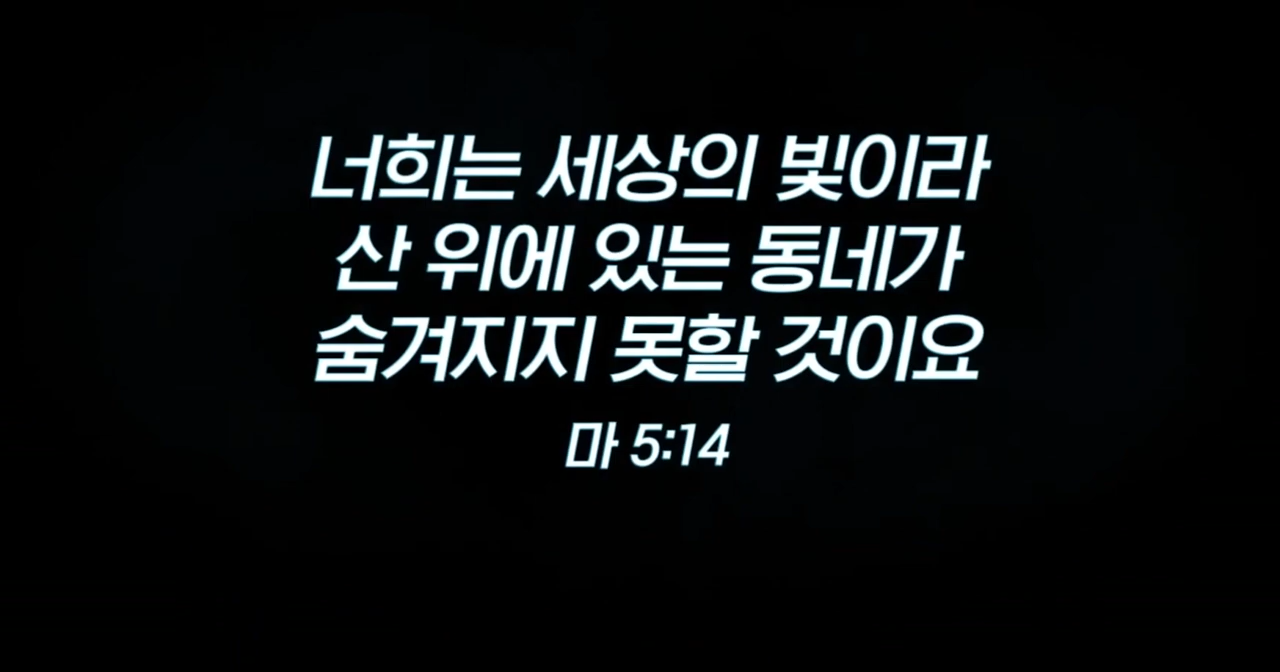 너희는 세상의 빛이라
산 위에 있는 동네가
숨겨지지 못할 것이요
마 5:14